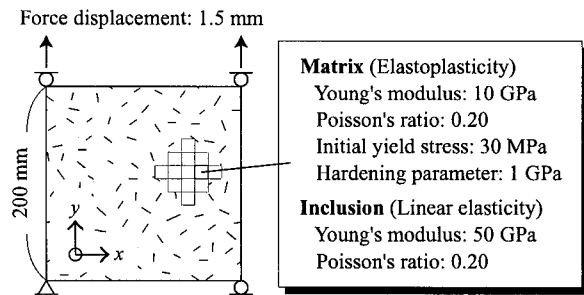 Force displacement: 1.5 mm
200 mm
y
x
Matrix (Elastoplasticity)
Young's modulus: 10 GPa
Poisson's ratio: 0.20
Initial yield stress: 30 MPa
Hardening parameter: 1 GPa
Inclusion (Linear elasticity)
Young's modulus: 50 GPa
Poisson's ratio: 0.20